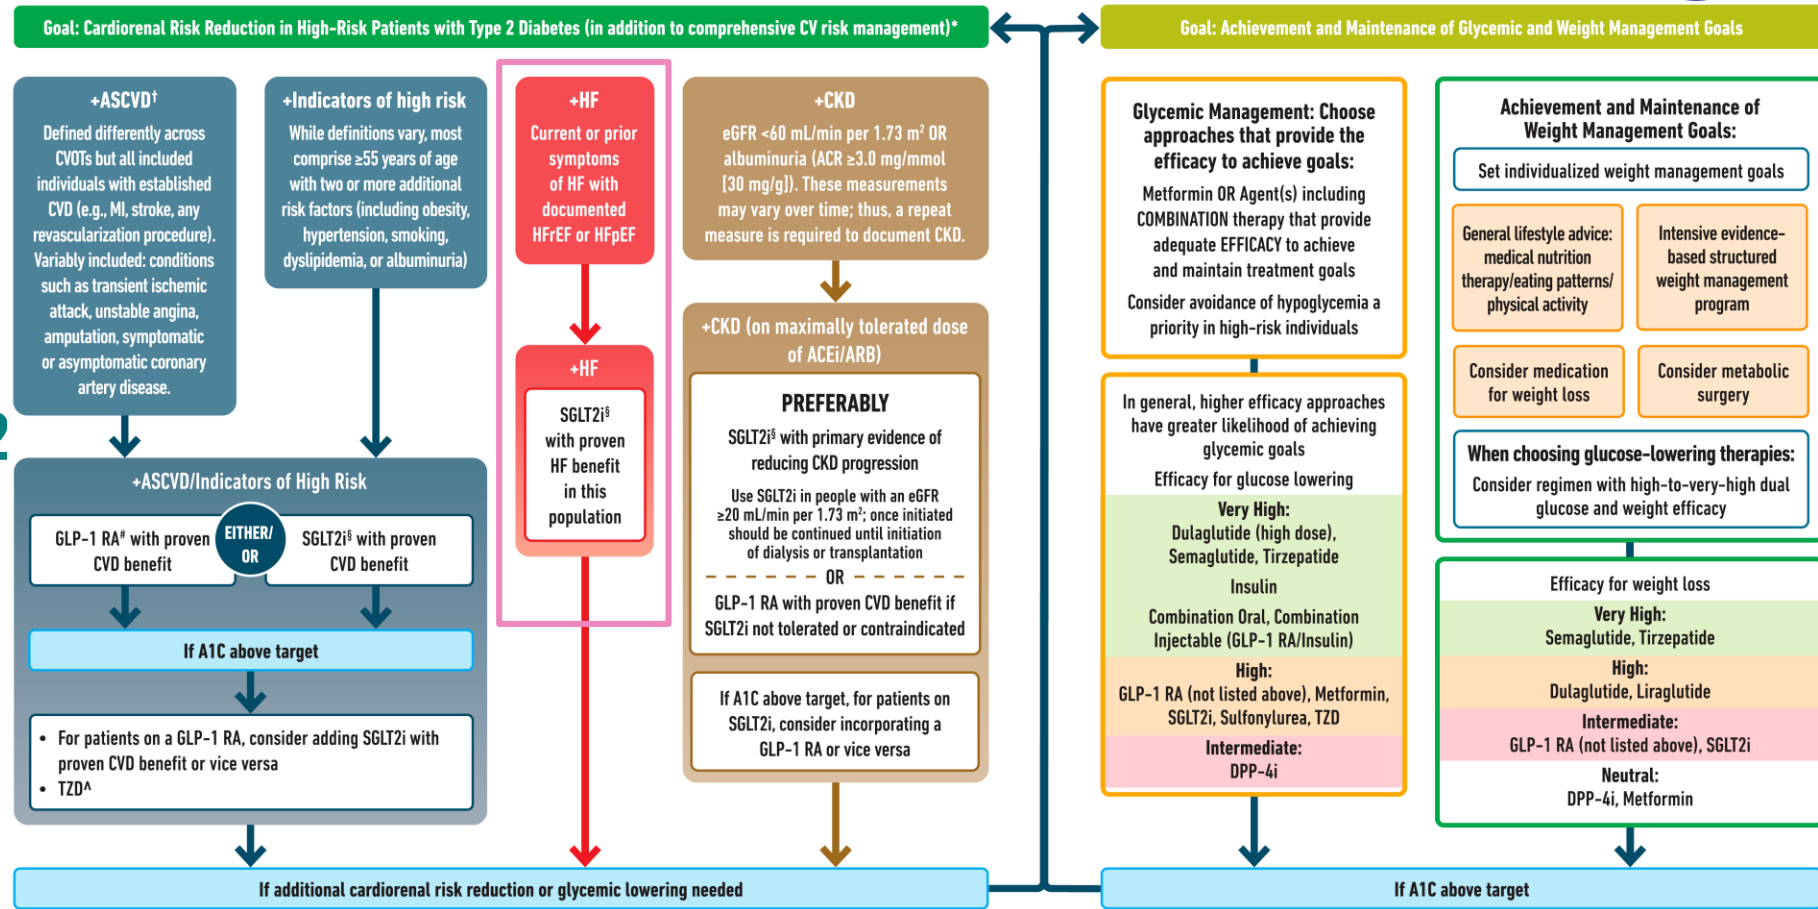 Goal: Cardiorenal Risk Reduction in High-Risk Patients with Type 2 Diabetes (in addition to comprehensive CV risk management)*
+ASCVD†
Defined differently across
CVOTs but all included
individuals with established
CVD (e.g., MI, stroke, any
revascularization procedure).
Variably included: conditions
such as transient ischemic
attack, unstable angina,
amputation, symptomatic
or asymptomatic coronary
artery disease.
+Indicators of high risk
While definitions vary, most
comprise ≥55 years of age
with two or more additional
risk factors (including obesity,
hypertension, smoking,
dyslipidemia, or albuminuria)
+ASCVD/Indicators of High Risk
GLP-1 RA# with proven
CVD benefit
EITHER/
OR
SGLT2i§ with proven
CVD benefit
If A1C above target
• For patients on a GLP-1 RA, consider adding SGLT2i with
proven CVD benefit or vice versa
• TZD^
+HF
Current or prior
symptoms
of HF with
documented
HFrEF or HFpEF
+HF
SGLT2i§
with proven
HF benefit
in this
population
+CKD
eGFR <60 mL/min per 1.73 m² OR
albuminuria (ACR ≥3.0 mg/mmol
[30 mg/g]). These measurements
may vary over time; thus, a repeat
measure is required to document CKD.
+CKD (on maximally tolerated dose
of ACEi/ARB)
PREFERABLY
SGLT2i§ with primary evidence of
reducing CKD progression
Use SGLT2i in people with an eGFR
≥20 mL/min per 1.73 m²; once initiated
should be continued until initiation
of dialysis or transplantation
OR
GLP-1 RA with proven CVD benefit if
SGLT2i not tolerated or contraindicated
If A1C above target, for patients on
SGLT2i, consider incorporating a
GLP-1 RA or vice versa
If additional cardiorenal risk reduction or glycemic lowering needed
Goal: Achievement and Maintenance of Glycemic and Weight Management Goals
Glycemic Management: Choose
approaches that provide the
efficacy to achieve goals:
Metformin OR Agent(s) including
COMBINATION therapy that provide
adequate EFFICACY to achieve
and maintain treatment goals
Consider avoidance of hypoglycemia a
priority in high-risk individuals
In general, higher efficacy approaches
have greater likelihood of achieving
glycemic goals
Efficacy for glucose lowering
Very High:
Dulaglutide (high dose),
Semaglutide, Tirzepatide
Insulin
Combination Oral, Combination
Injectable (GLP-1 RA/Insulin)
High:
GLP-1 RA (not listed above), Metformin,
SGLT2i, Sulfonylurea, TZD
Intermediate:
DPP-4i
Achievement and Maintenance of
Weight Management Goals:
Set individualized weight management goals
General lifestyle advice:
medical nutrition
therapy/eating patterns/
physical activity
Intensive evidence-
based structured
weight management
program
Consider medication
for weight loss
Consider metabolic
surgery
When choosing glucose-lowering therapies:
Consider regimen with high-to-very-high dual
glucose and weight efficacy
Efficacy for weight loss
Very High:
Semaglutide, Tirzepatide
High:
Dulaglutide, Liraglutide
Intermediate:
GLP-1 RA (not listed above), SGLT2i
Neutral:
DPP-4i, Metformin
If A1C above target